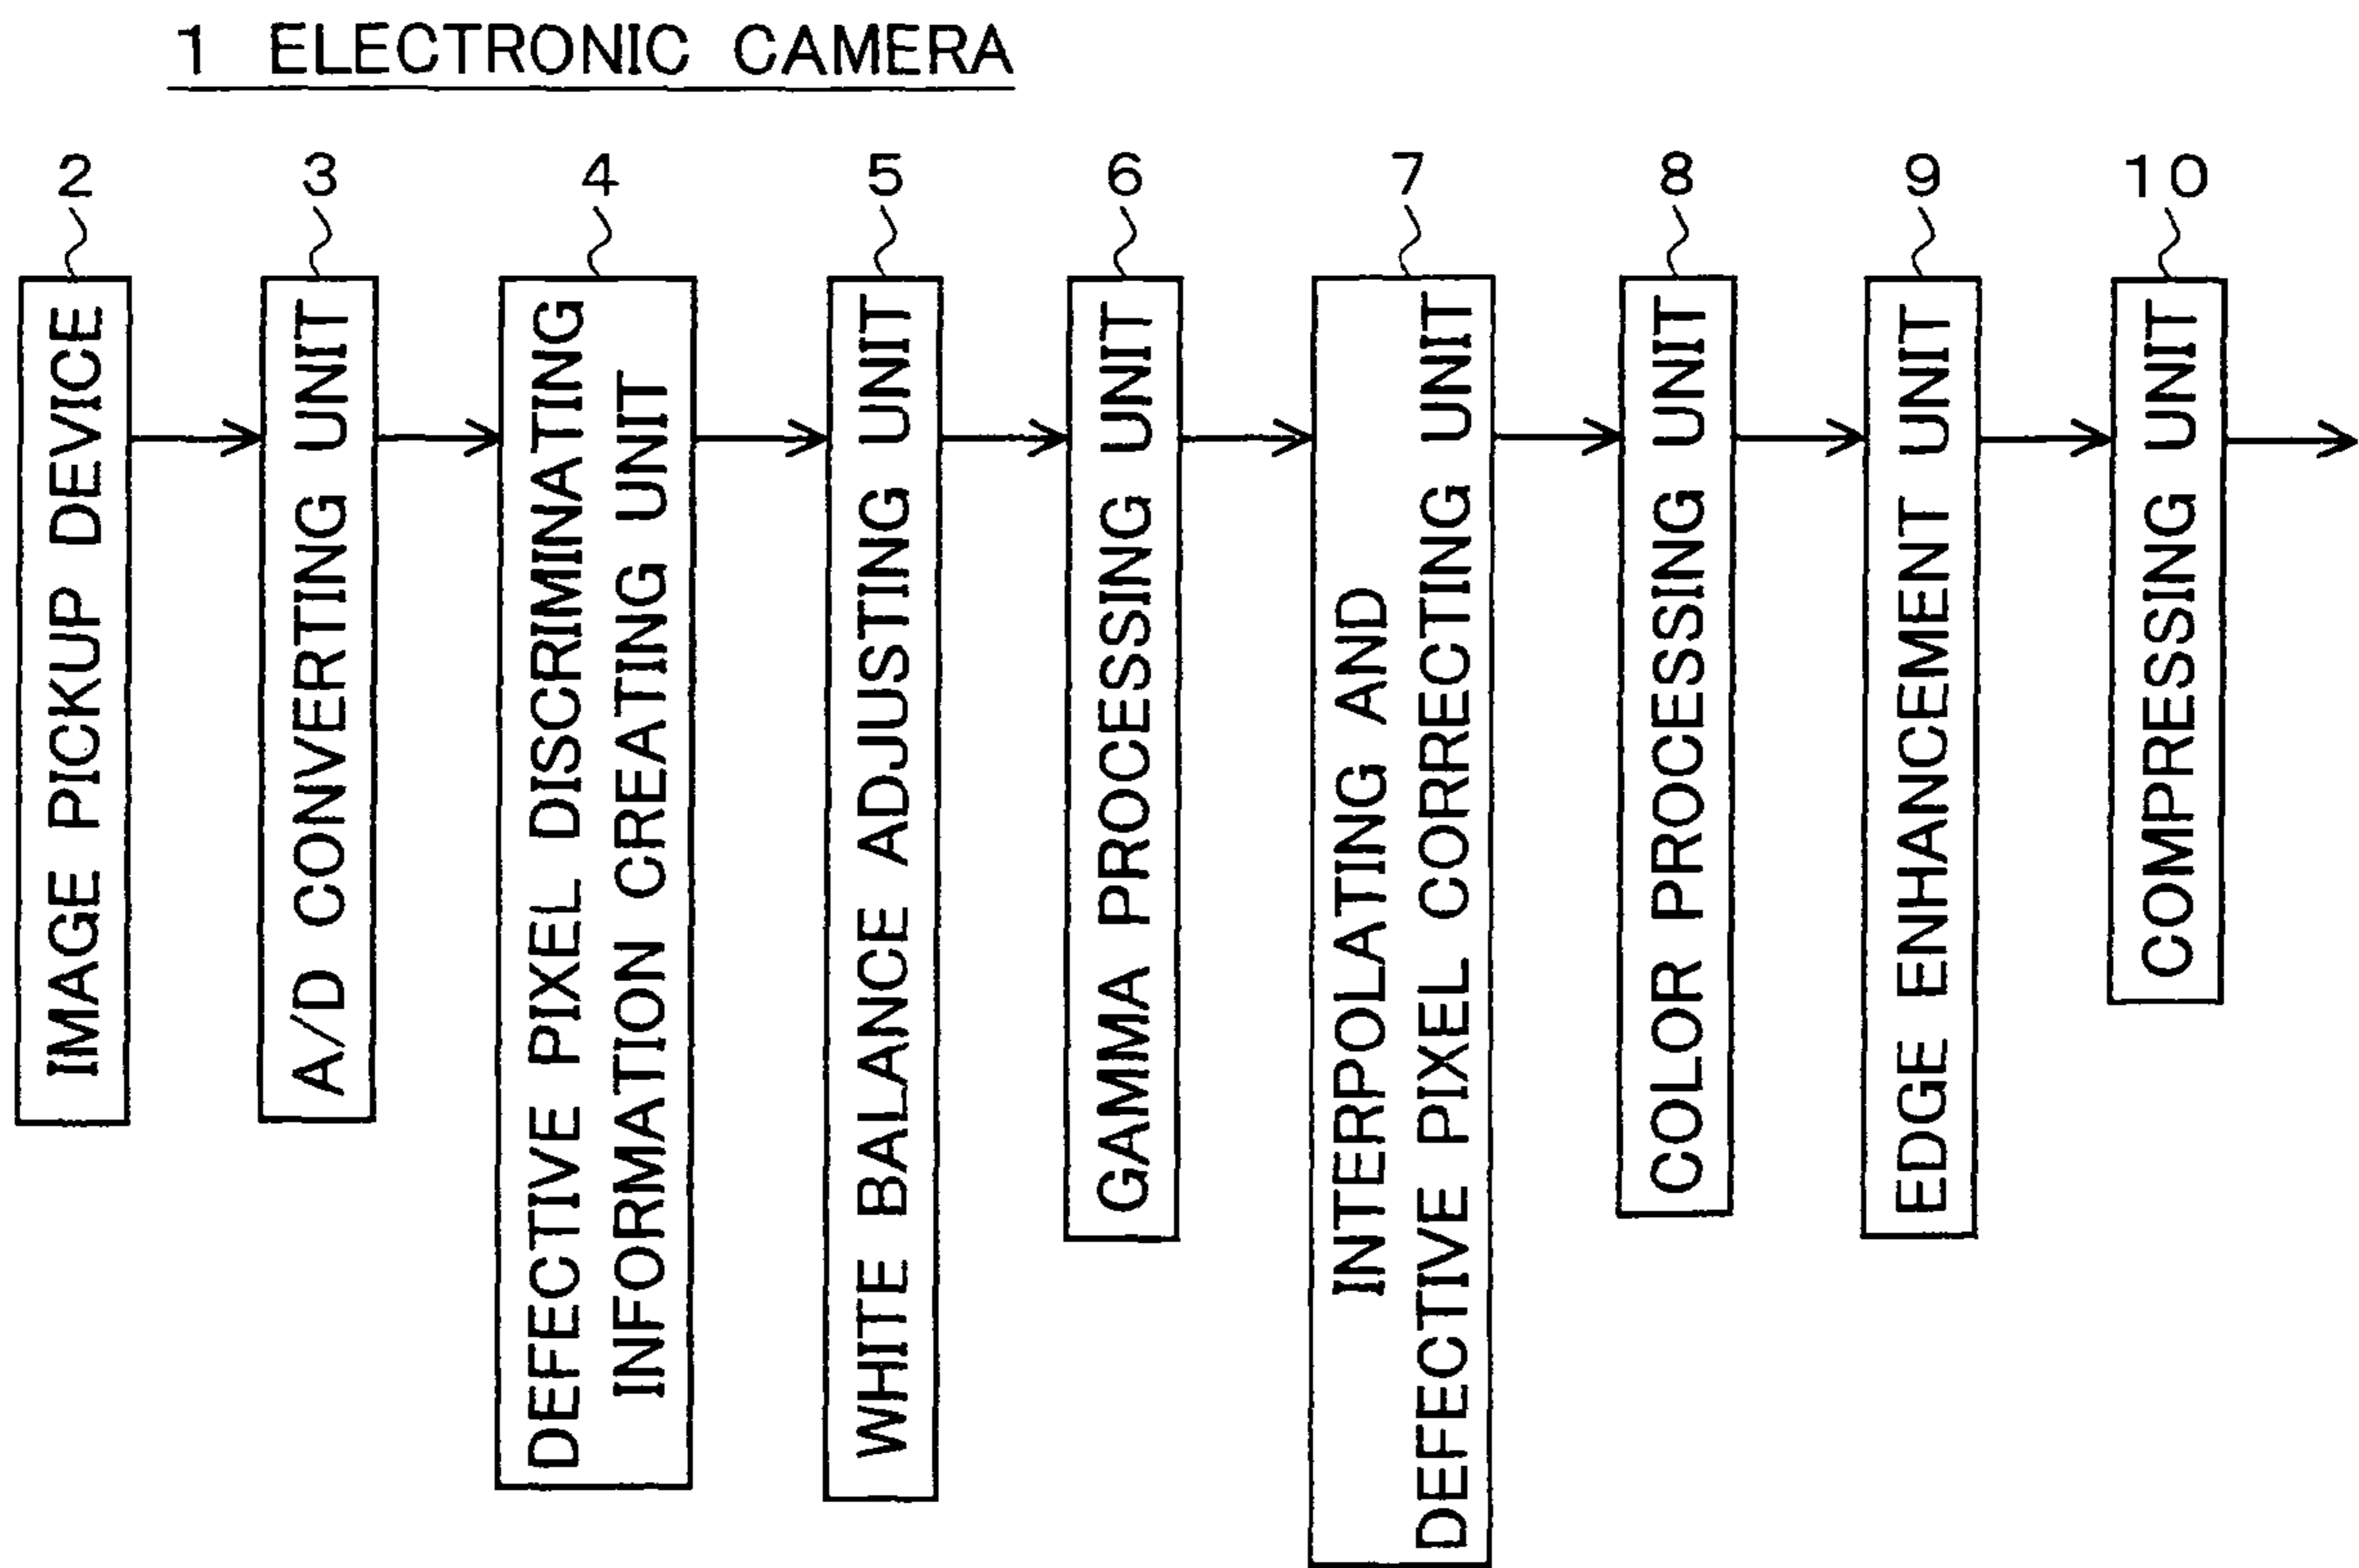 1 ELECTRONIC CAMERA
2
3
4
5
6
7
8
9
10
IMAGE PICKUP DEVICE
A/D CONVERTING UNIT
DEFECTIVE PIXEL DISCRIMINATING
INFORMATION CREATING UNIT
WHITE BALANCE ADJUSTING UNIT
GAMMA PROCESSING UNIT
INTERPOLATING AND
DEFECTIVE PIXEL CORRECTING UNIT
COLOR PROCESSING UNIT
EDGE ENHANCEMENT UNIT
COMPRESSING UNIT